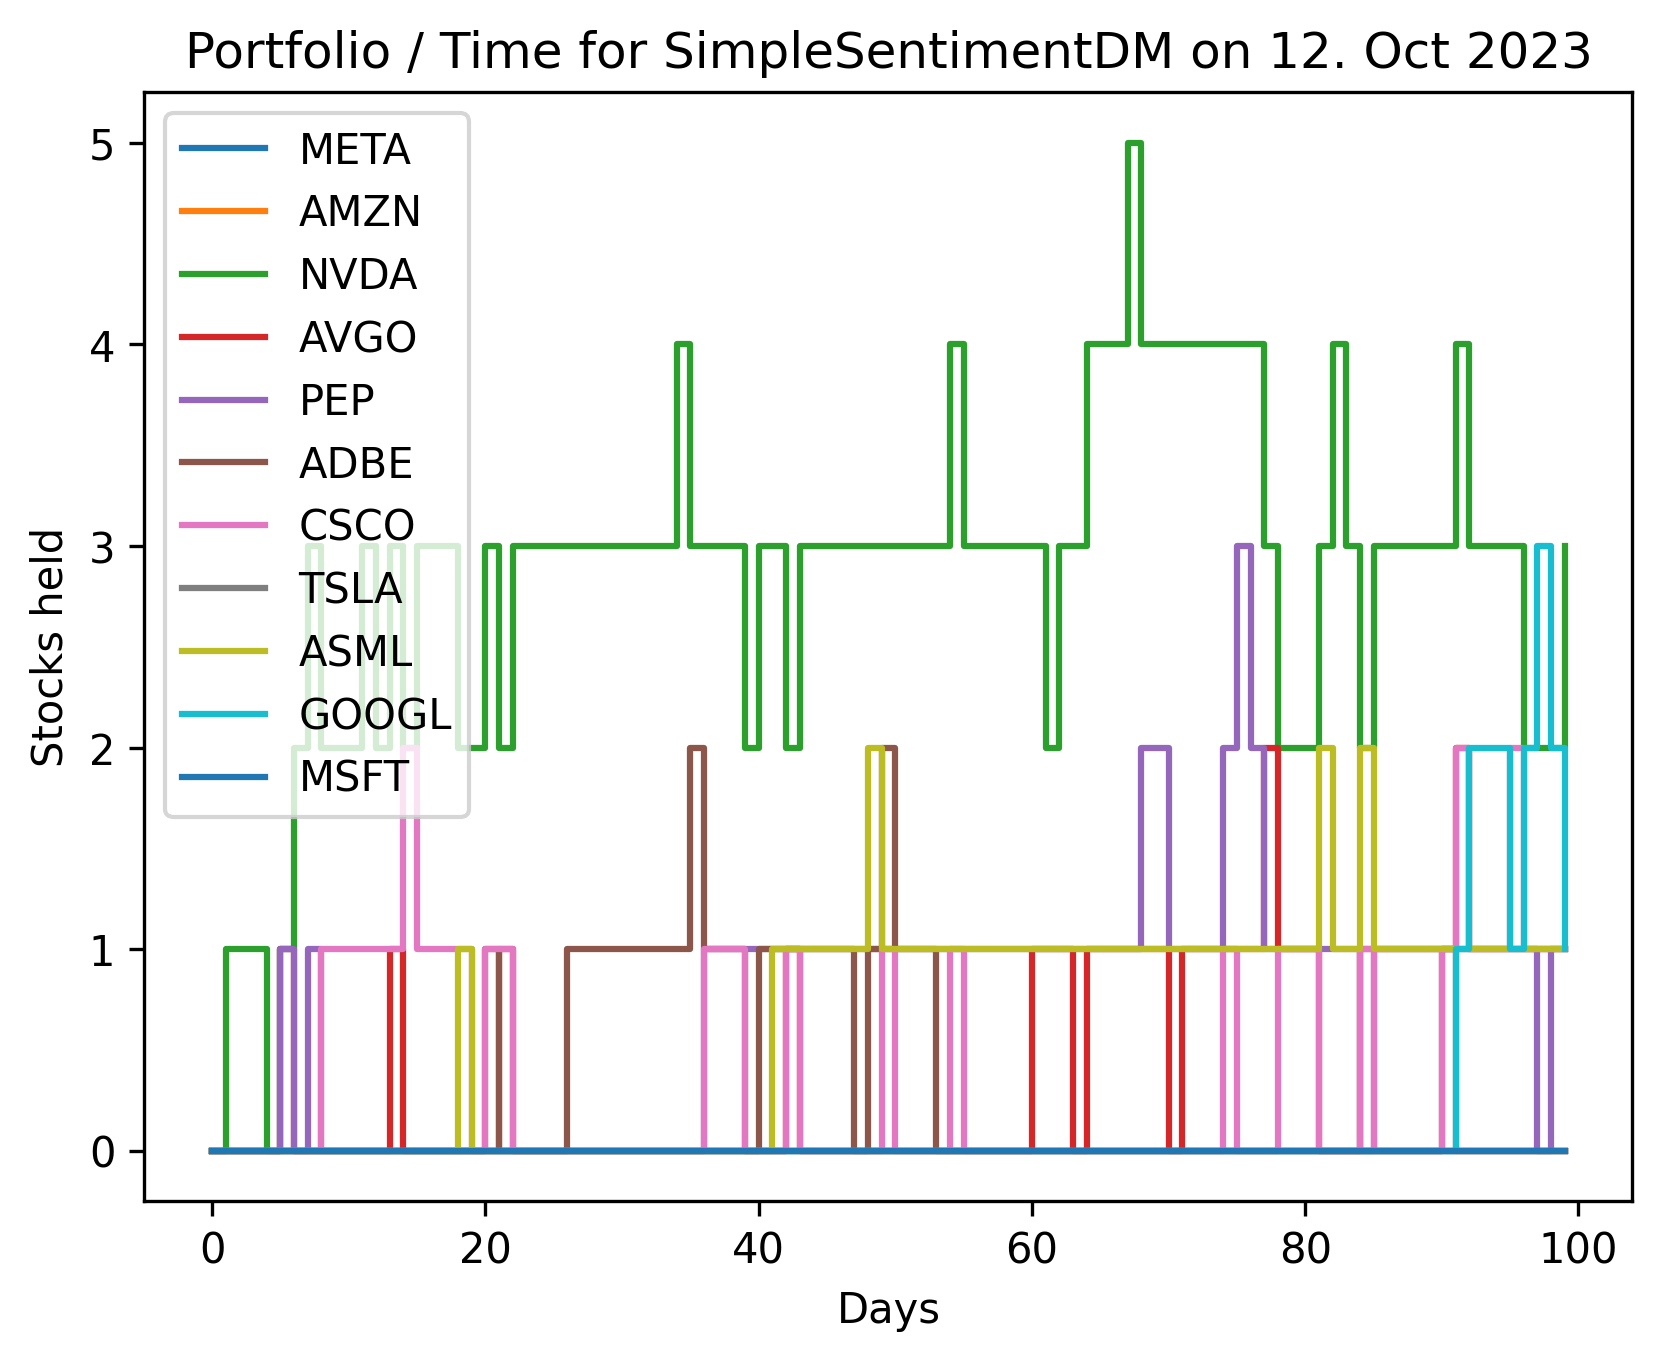 Portfolio / Time for SimpleSentimentDM on 12. Oct 2023
META
AMZN
NVDA
AVGO
PEP
ADBE
CSCO
TSLA
ASML
GOOGL
MSFT
5
4
3
2
1
0
Stocks held
0 20 40 60 80 100
Days